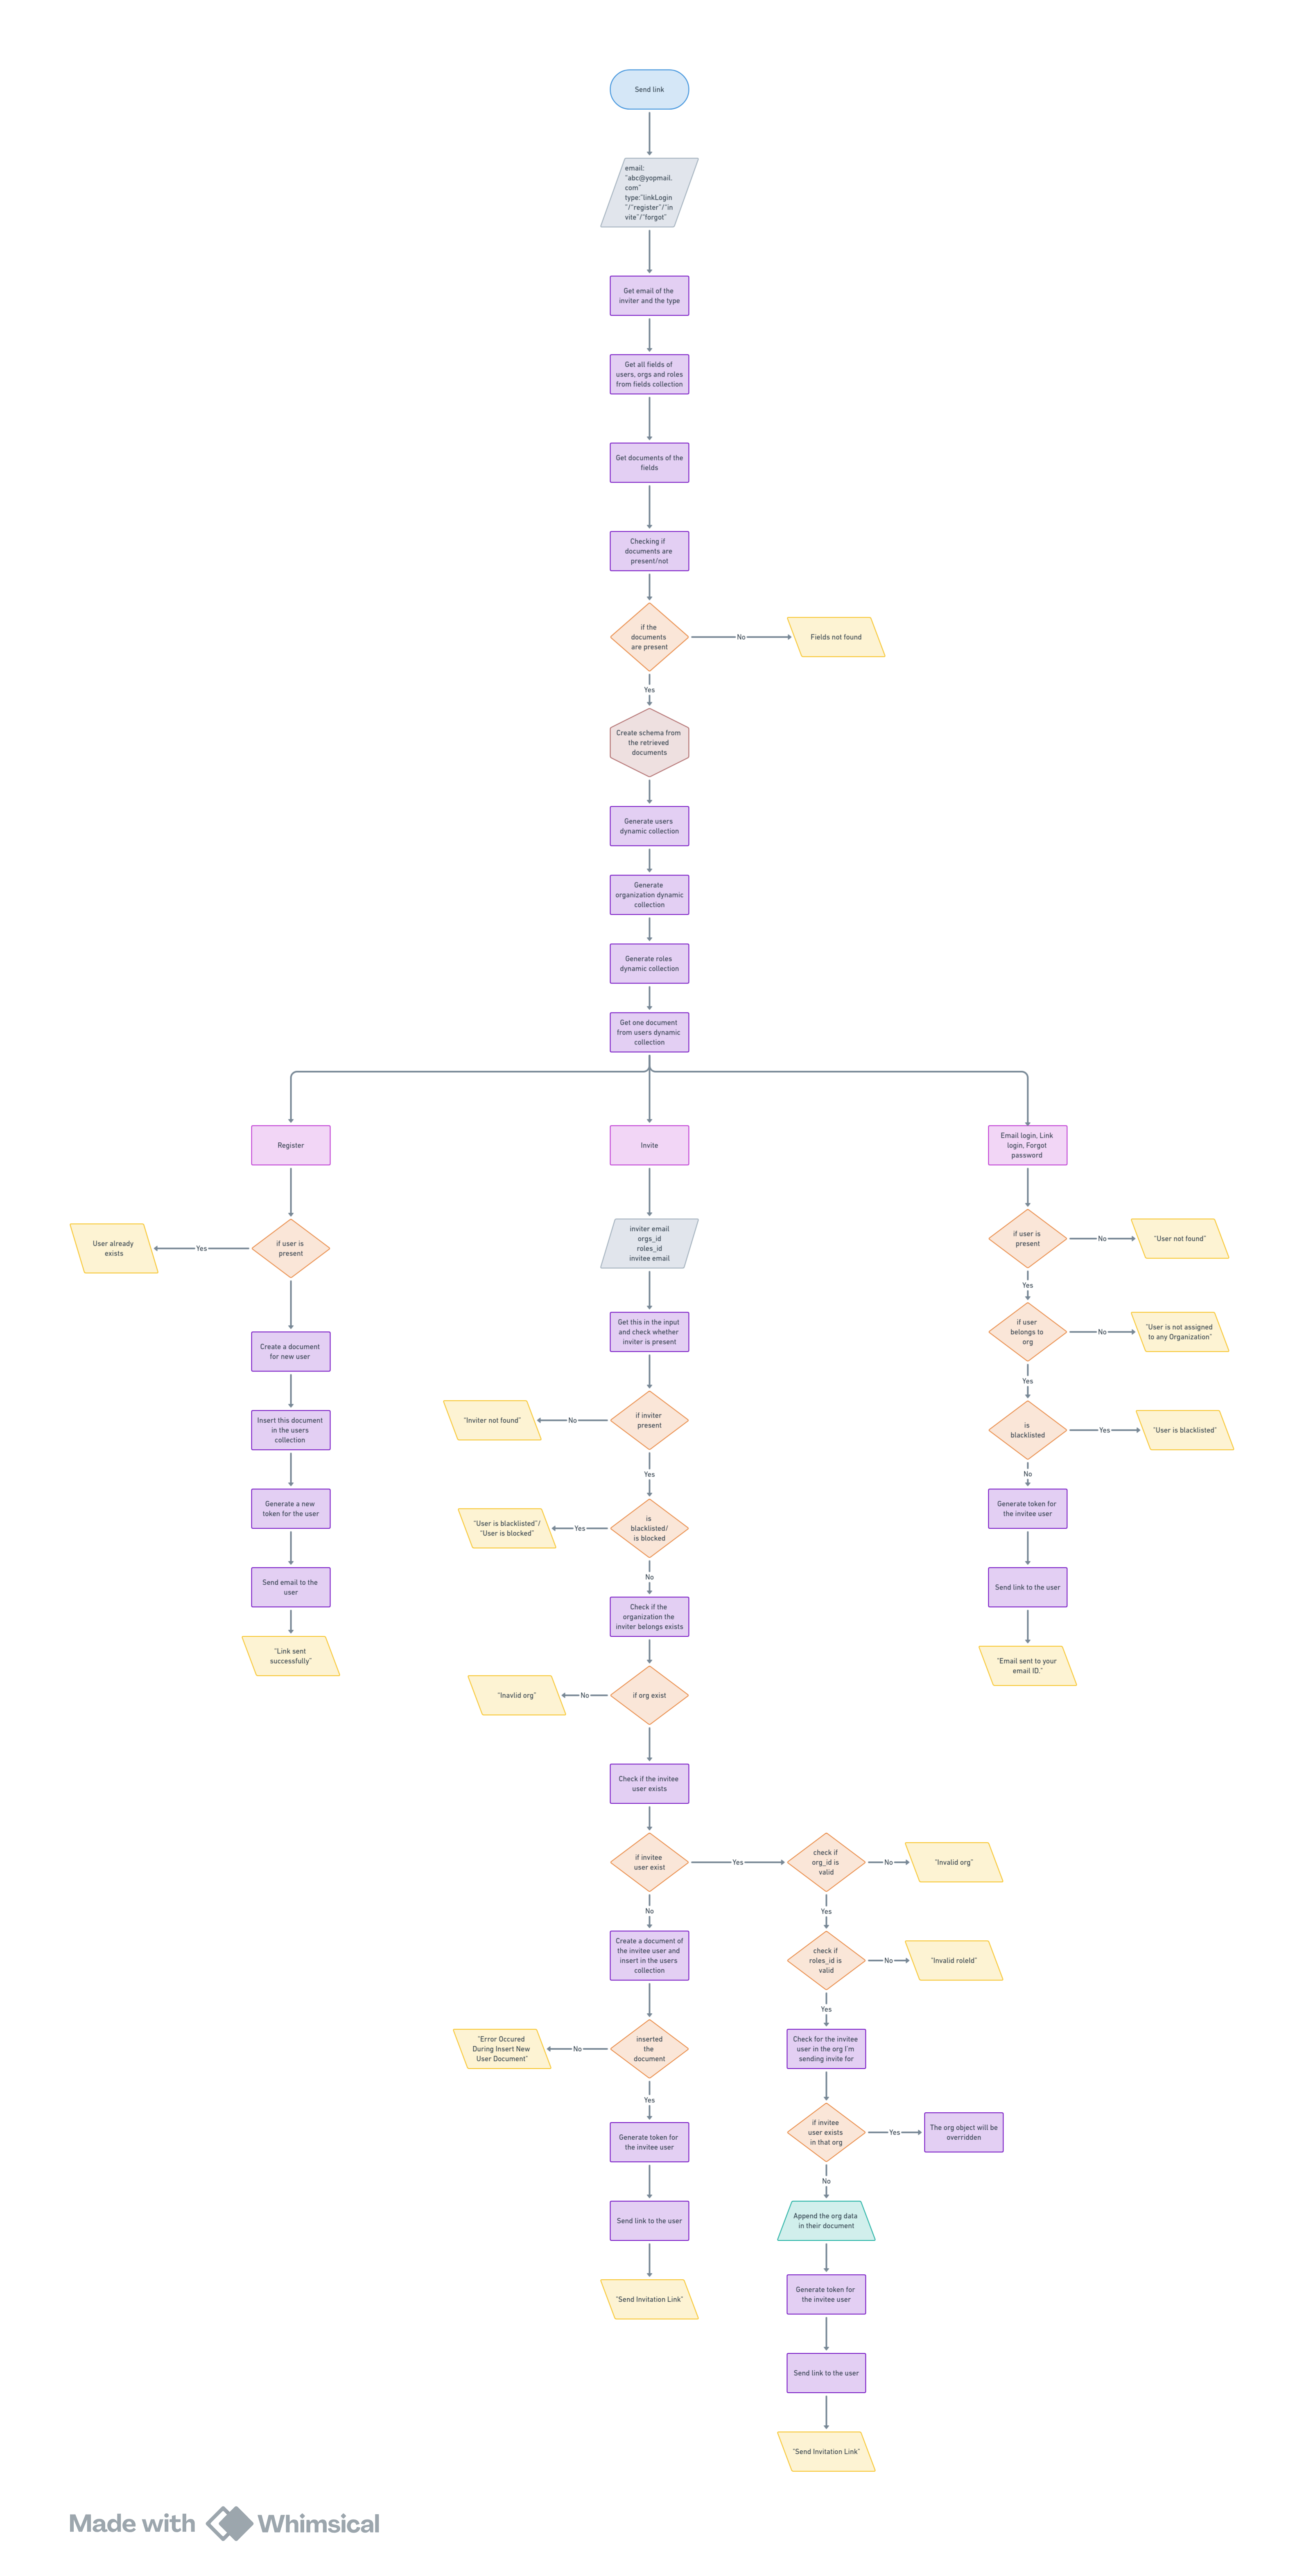 Send link
email:
"abc@yopmail.
com"
type:"linkLogin
"/"register"/"in
vite"/"forgot"
Get email of the
inviter and the type
Get all fields of
users, orgs and roles
from fields collection
Get documents of the
fields
Checking if
documents are
present/not
if the
documents
are present
No
Fields not found
Yes
Create schema from
the retrieved
documents
Generate users
dynamic collection
Generate
organization dynamic
collection
Generate roles
dynamic collection
Get one document
from users dynamic
collection
Register
if user is
present
Yes
User already
exists
Create a document
for new user
Insert this document
in the users
collection
Generate a new
token for the user
Send email to the
user
"Link sent
successfully"
Invite
inviter email
orgs_id
roles_id
invitee email
Get this in the input
and check whether
inviter is present
if inviter
present
No
"Inviter not found"
Yes
is
blacklisted/
is blocked
Yes
"User is blacklisted"/
"User is blocked"
No
Check if the
organization the
inviter belongs exists
if org exist
No
"Inavlid org"
Check if the invitee
user exists
if invitee
user exist
No
Create a document of
the invitee user and
insert in the users
collection
inserted
the
document
No
"Error Occured
During Insert New
User Document"
Yes
Generate token for
the invitee user
Send link to the user
"Send Invitation Link"
Yes
check if
org_id is
valid
No
"Invalid org"
Yes
check if
roles_id is
valid
No
"Invalid roleId"
Yes
Check for the invitee
user in the org I'm
sending invite for
if invitee
user exists
in that org
Yes
The org object will be
overridden
No
Append the org data
in their document
Generate token for
the invitee user
Send link to the user
"Send Invitation Link"
Email login, Link
login, Forgot
password
if user is
present
No
"User not found"
Yes
if user
belongs to
org
No
"User is not assigned
to any Organization"
Yes
is
blacklisted
Yes
"User is blacklisted"
No
Generate token for
the invitee user
Send link to the user
"Email sent to your
email ID."
Made with Whimsical